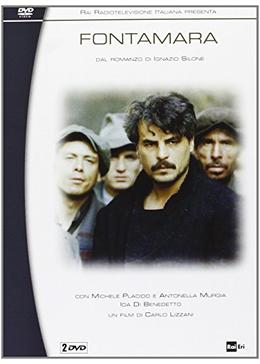 DVD
VIDEO
RAI RADIOTELEVISIONE ITALIANA PRESENTA
FONTAMARA
DAL ROMANZO DI IGNAZIO SILONE
CON MICHELE PLACIDO E ANTONELLA MURGIA
IDA DI BENEDETTO
UN FILM DI CARLO LIZZANI
2 DVD
Rai Eri